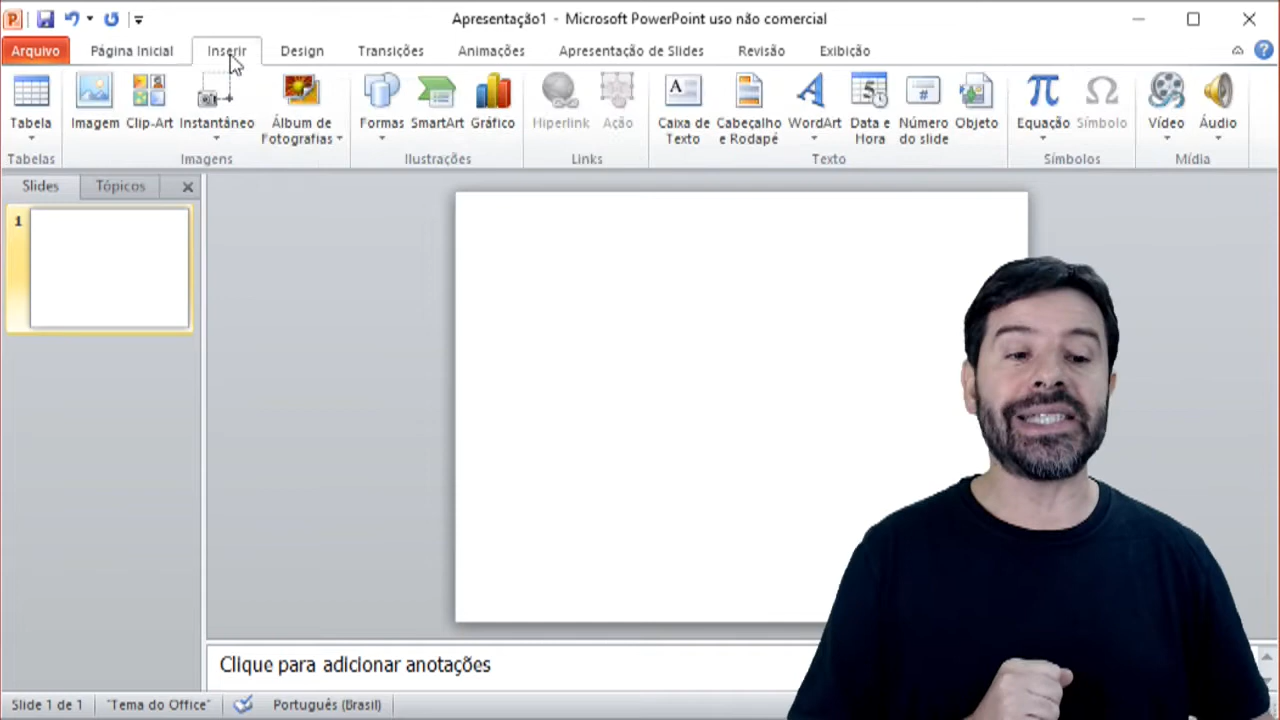 Apresentação1 - Microsoft PowerPoint uso não comercial
Arquivo Página Inicial Inserir Design Transições Animações Apresentação de Slides Revisão Exibição
Tabela Imagem Clip-Art Instantâneo Álbum de Fotografias Formas SmartArt Gráfico Hiperlink Ação Caixa de Texto Cabeçalho e Rodapé WordArt Data e Hora Número do slide Objeto Equação Símbolo Vídeo Áudio
Tabelas Imagens Ilustrações Links Texto Símbolos Mídia
Slides Tópicos
1
Clique para adicionar anotações
Slide 1 de 1 "Tema do Office" Português (Brasil)